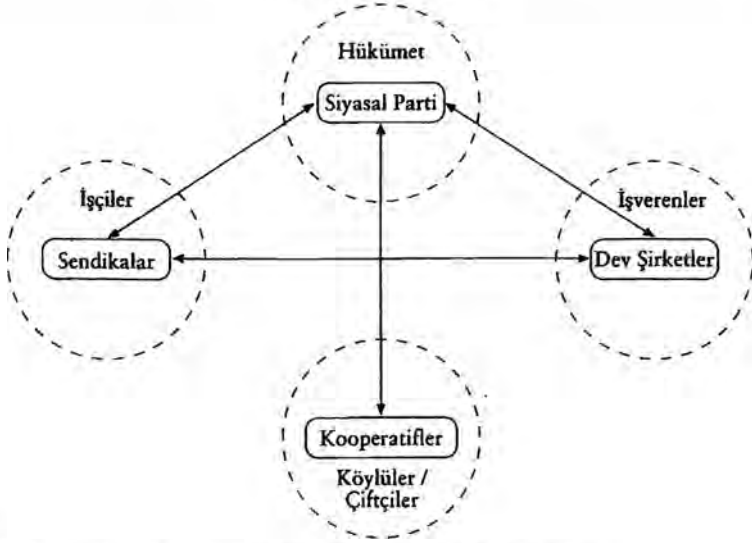 Hükümet
Siyasal Parti
İşçiler
Sendikalar
İşverenler
Dev Şirketler
Kooperatifler
Köylüler /
Çiftçiler